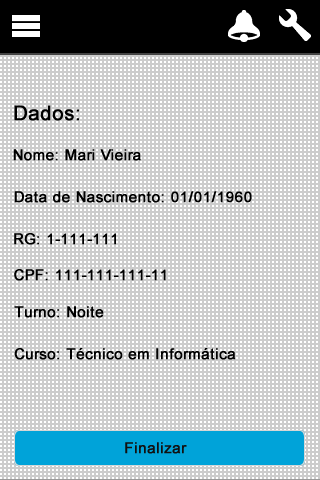 Dados:
Nome: Mari Vieira
Data de Nascimento: 01/01/1960
RG: 1-111-111
CPF: 111-111-111-11
Turno: Noite
Curso: Técnico em Informática
Finalizar